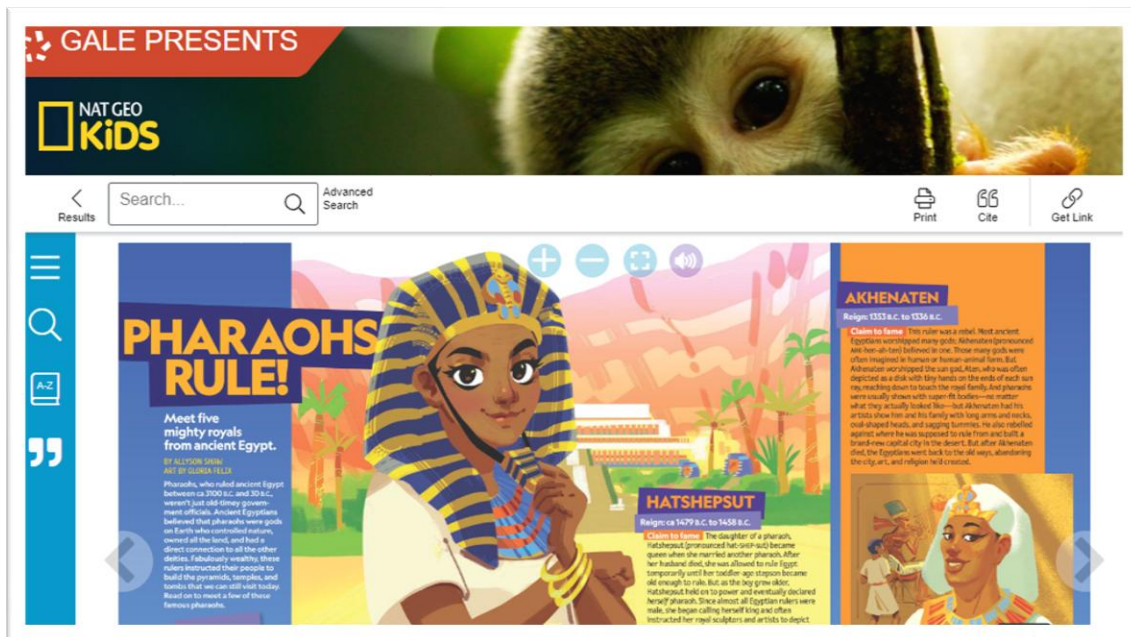 GALE PRESENTS
NAT GEO
KiDS
Results
Search...
Advanced
Search
Print
Cite
Get Link
A-Z
PHARAOHS
RULE!
Meet five
mighty royals
from ancient Egypt.
BY ALLYSON SHAW
ART BY GLORIA FELIX
Pharaohs, who ruled ancient Egypt
between ca 3100 B.C. and 30 B.C.,
weren't just old-timey govern-
ment officials. Ancient Egyptians
believed that pharaohs were gods
on Earth who controlled nature,
owned all the land, and had a
direct connection to all the other
deities. Fabulously wealthy, these
rulers instructed their people to
build the pyramids, temples, and
tombs that we can still visit today.
Read on to meet a few of these
famous pharaohs.
HATSHEPSUT
Reign: ca 1479 B.C. to 1458 B.C.
Claim to fame The daughter of a pharaoh,
Hatshepsut (pronounced hat-SHEP-sut) became
queen when she married another pharaoh. After
her husband died, she was allowed to rule Egypt
temporarily until her toddler-age stepson became
old enough to rule. But as the boy grew older,
Hatshepsut held on to power and eventually declared
herself pharaoh. Since almost all Egyptian rulers were
male, she began calling herself king and often
instructed her royal sculptors and artists to depict
AKHENATEN
Reign: 1353 B.C. to 1336 B.C.
Claim to fame This ruler was a rebel. Most ancient
Egyptians worshipped many gods; Akhenaten (pronounced
AHK-hen-ah-ten) believed in one. Those many gods were
often imagined in human or human-animal form. But
Akhenaten worshipped the sun god, Aten, who was often
depicted as a disk with tiny hands on the ends of each sun
ray, reaching down to touch the royal family. And pharaohs
were usually shown with super-fit bodies—no matter
what they actually looked like—but Akhenaten had his
artists show him and his family with long arms and necks,
oval-shaped heads, and sagging tummies. He also rebelled
against where he was supposed to rule from and built a
brand-new capital city in the desert. But after Akhenaten
died, the Egyptians went back to the old ways, abandoning
the city, art, and religion he'd created.